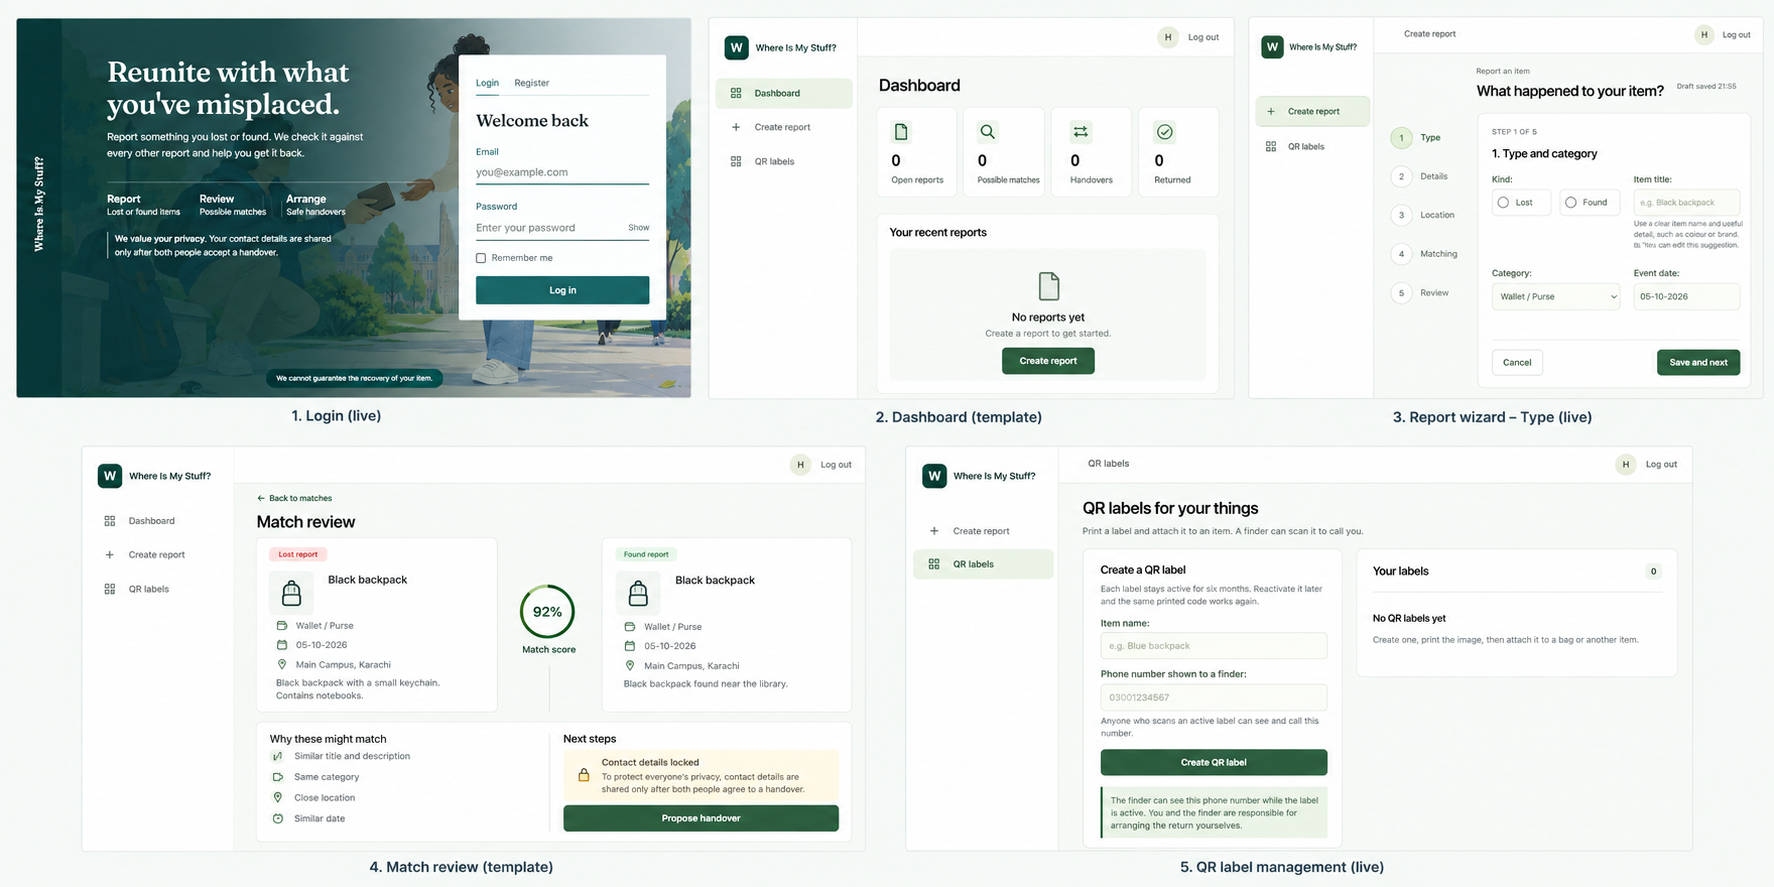 Where Is My Stuff?
Reunite with what
you've misplaced.
Report something you lost or found. We check it against
every other report and help you get it back.
Report
Lost or found items
Review
Possible matches
Arrange
Safe handovers
We value your privacy. Your contact details are shared
only after both people accept a handover.
We cannot guarantee the recovery of your item.
Login
Register
Welcome back
Email
you@example.com
Password
Enter your password
Show
Remember me
Log in
1. Login (live)
W
Where Is My Stuff?
Dashboard
Create report
QR labels
H
Log out
Dashboard
0
Open reports
0
Possible matches
0
Handovers
0
Returned
Your recent reports
No reports yet
Create a report to get started.
Create report
2. Dashboard (template)
W
Where Is My Stuff?
Create report
QR labels
Create report
H
Log out
Report an item
What happened to your item?
Draft saved 21:55
1
Type
2
Details
3
Location
4
Matching
5
Review
STEP 1 OF 5
1. Type and category
Kind:
Lost
Found
Item title:
e.g. Black backpack
Use a clear item name and useful
detail, such as colour or brand.
can edit this suggestion.
Category:
Wallet / Purse
Event date:
05-10-2026
Cancel
Save and next
3. Report wizard – Type (live)
W
Where Is My Stuff?
Dashboard
Create report
QR labels
H
Log out
← Back to matches
Match review
Lost report
Black backpack
Wallet / Purse
05-10-2026
Main Campus, Karachi
Black backpack with a small keychain.
Contains notebooks.
92%
Match score
Found report
Black backpack
Wallet / Purse
05-10-2026
Main Campus, Karachi
Black backpack found near the library.
Why these might match
Similar title and description
Same category
Close location
Similar date
Next steps
Contact details locked
To protect everyone's privacy, contact details are
shared only after both people agree to a handover.
Propose handover
4. Match review (template)
W
Where Is My Stuff?
Create report
QR labels
QR labels
H
Log out
QR labels for your things
Print a label and attach it to an item. A finder can scan it to call you.
Create a QR label
Each label stays active for six months. Reactivate it later
and the same printed code works again.
Item name:
e.g. Blue backpack
Phone number shown to a finder:
03001234567
Anyone who scans an active label can see and call this
number.
Create QR label
The finder can see this phone number while the label
is active. You and the finder are responsible for
arranging the return yourselves.
Your labels
0
No QR labels yet
Create one, print the image, then attach it to a bag or another item.
5. QR label management (live)